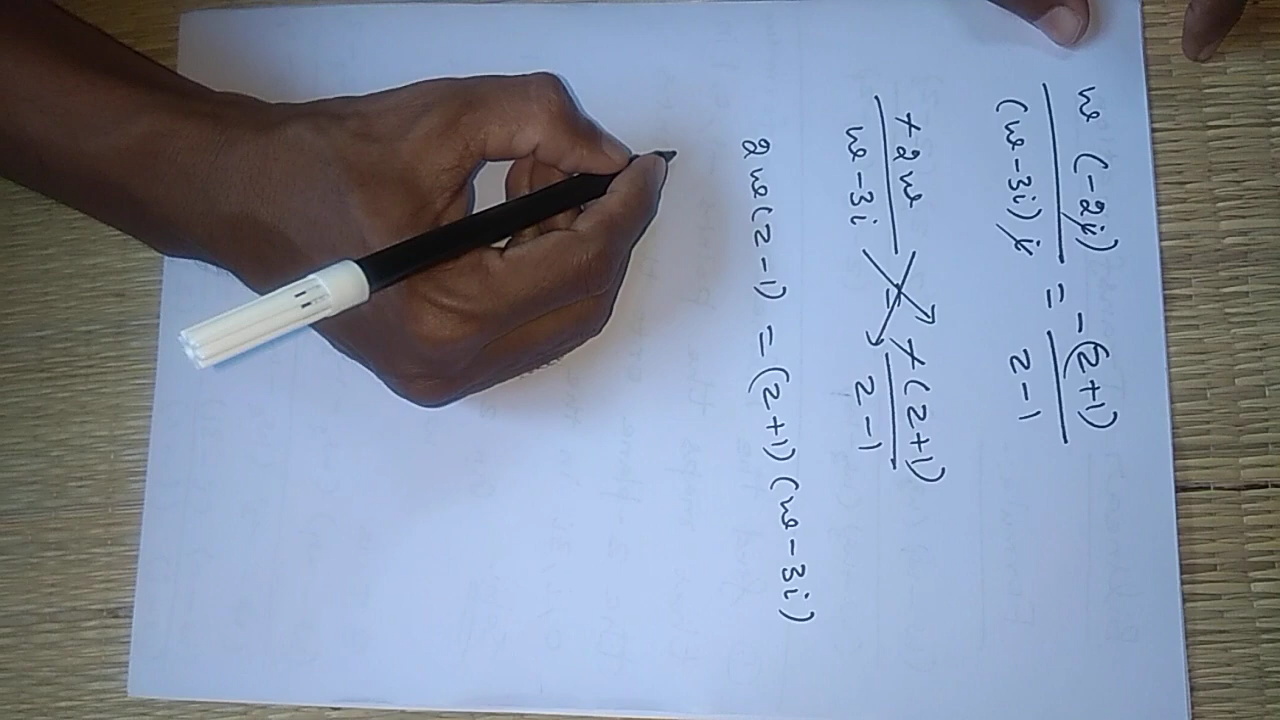 w (-2i) / (w-3i) i = -(z+1) / z-1
+2w / w-3i = +(z+1) / z-1
2w(z-1) = (z+1) (w-3i)